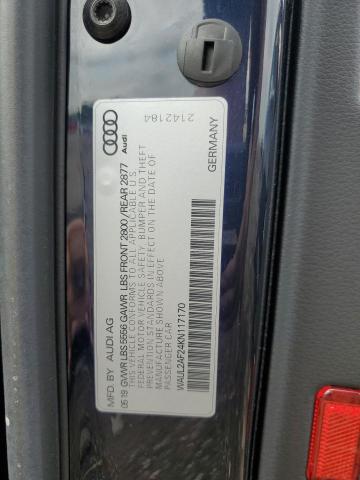 Audi
2142184
MFD. BY AUDI AG
05.19 GVWR LBS 5556 GAWR LBS FRONT 2800 /REAR 2877
THIS VEHICLE CONFORMS TO ALL APPLICABLE U S
FEDERAL MOTOR VEHICLE SAFETY, BUMPER AND THEFT
PREVENTION STANDARDS IN EFFECT ON THE DATE OF
MANUFACTURE SHOWN ABOVE
PASSENGER CAR
WAUL2AF24KN117170
GERMANY